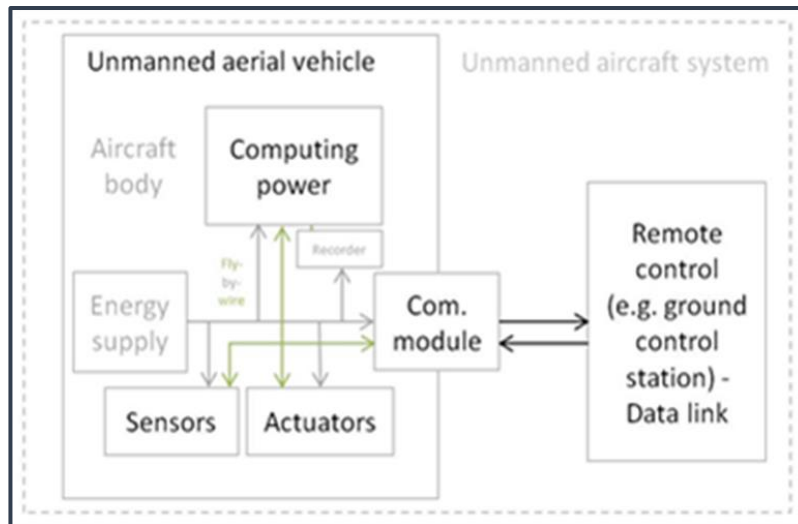 Unmanned aerial vehicle
Unmanned aircraft system
Aircraft
body
Computing
power
Recorder
Fly-
by-
wire
Energy
supply
Com.
module
Sensors
Actuators
Remote
control
(e.g. ground
control
station) -
Data link